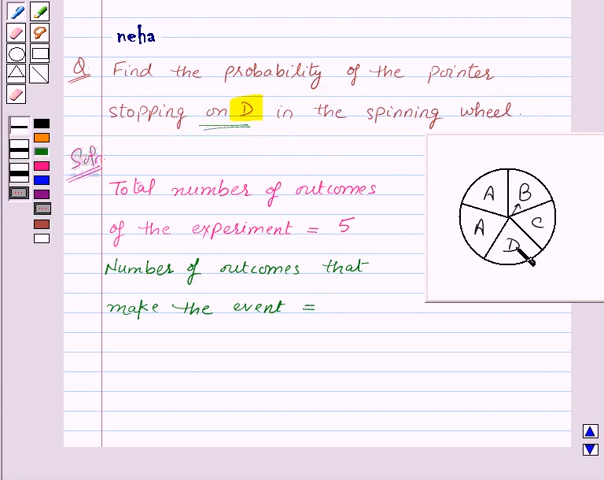 neha
Q Find the probability of the pointer
stopping on D in the spinning wheel.
Soln
Total number of outcomes
of the experiment = 5
Number of outcomes that
make the event =
A B
A C
D